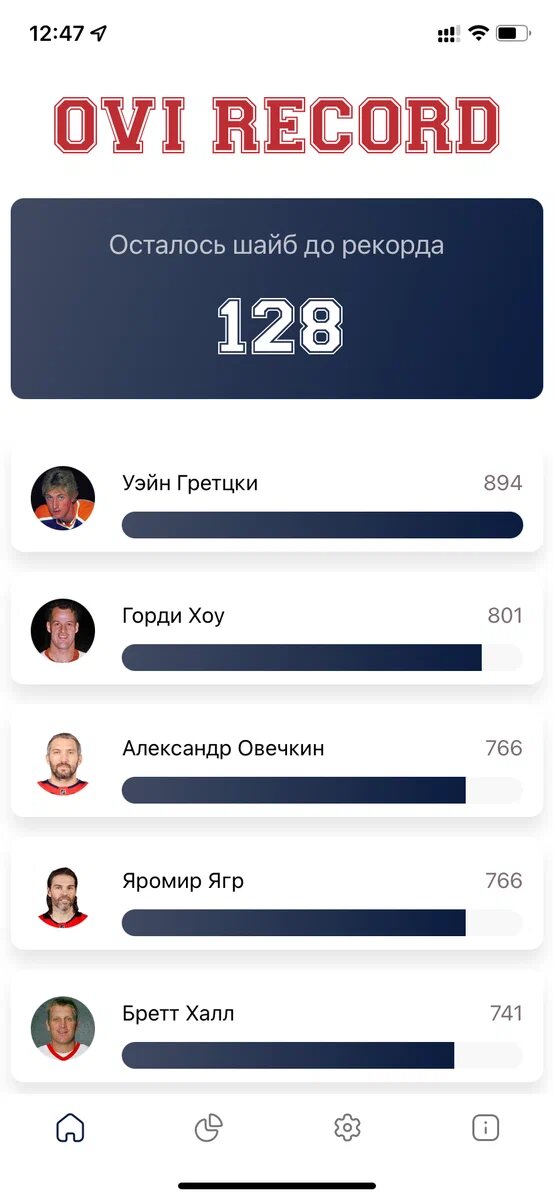 12:47
OVI RECORD
Осталось шайб до рекорда
128
Уэйн Гретцки 894
Горди Хоу 801
Александр Овечкин 766
Яромир Ягр 766
Бретт Халл 741